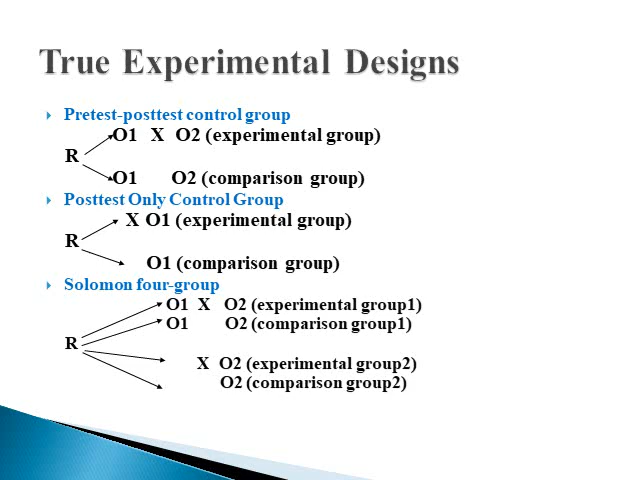 True Experimental Designs
Pretest-posttest control group
O1 X O2 (experimental group)
R
O1 O2 (comparison group)
Posttest Only Control Group
X O1 (experimental group)
R
O1 (comparison group)
Solomon four-group
O1 X O2 (experimental group1)
O1 O2 (comparison group1)
R
X O2 (experimental group2)
O2 (comparison group2)